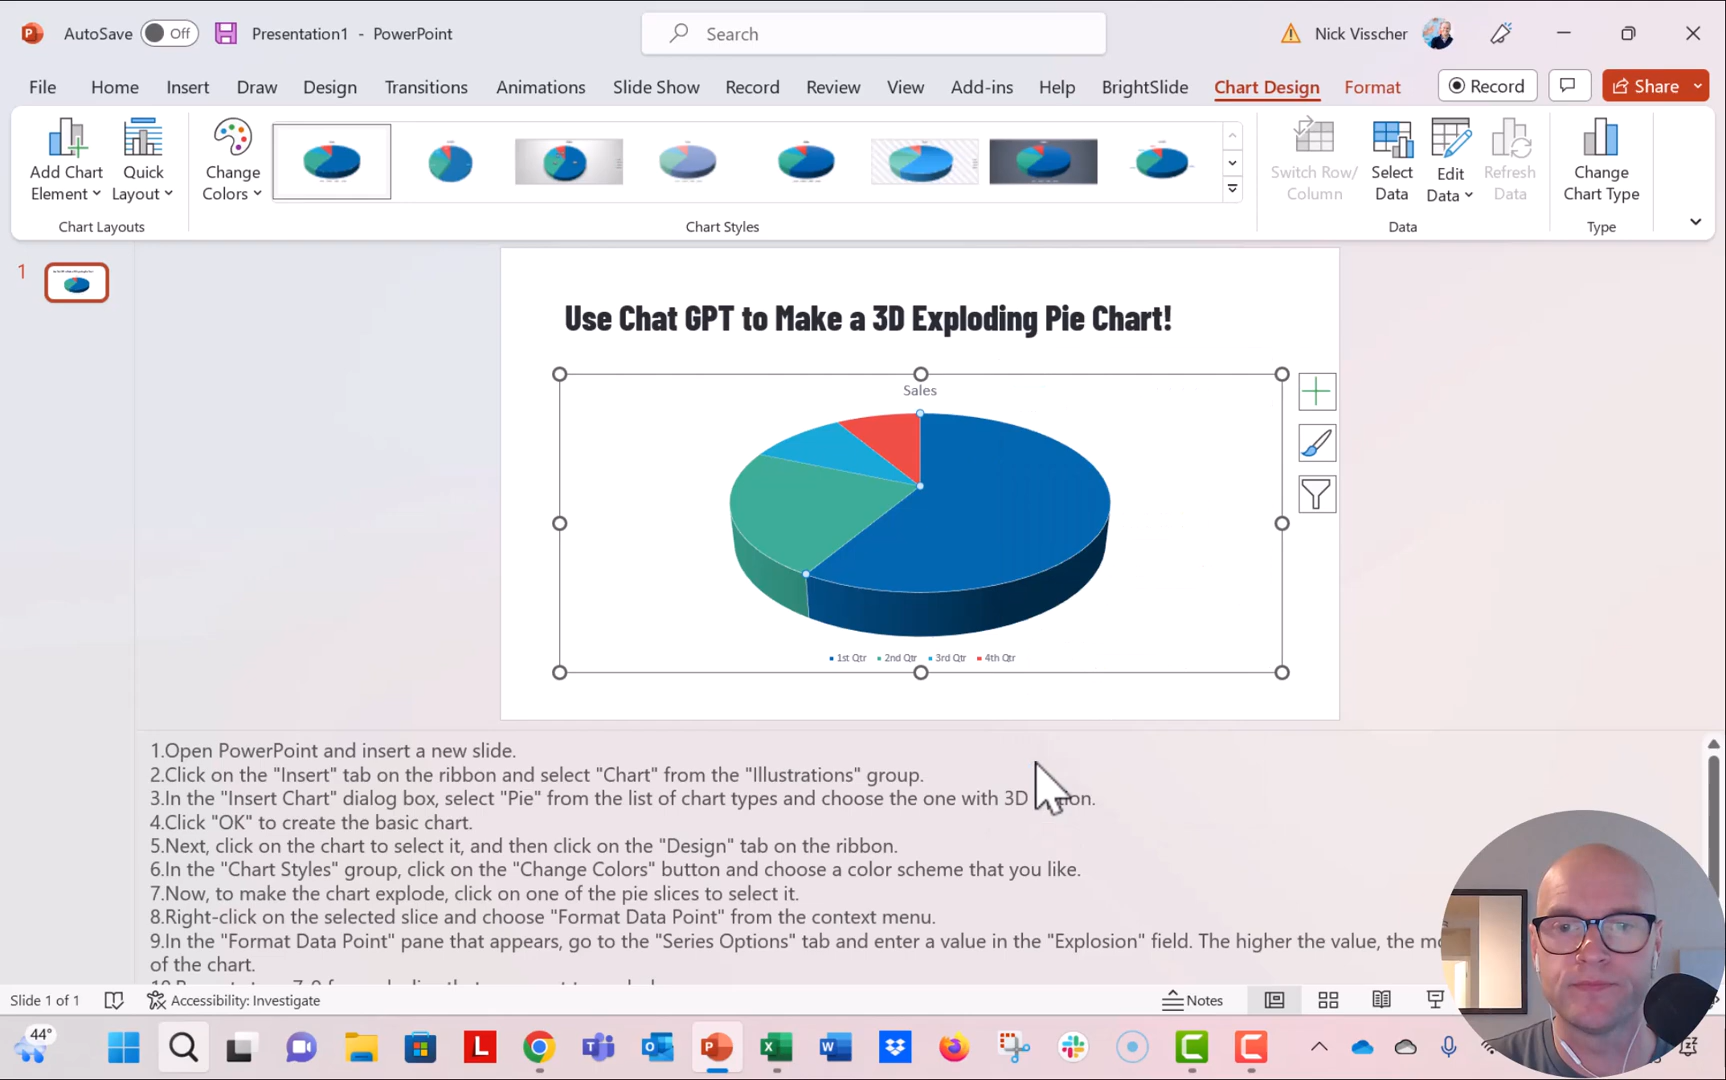 AutoSave Off Presentation1 - PowerPoint Search Nick Visscher
File Home Insert Draw Design Transitions Animations Slide Show Record Review View Add-ins Help BrightSlide Chart Design Format Record Share
Add Chart Element Quick Layout Change Colors Switch Row/ Column Select Data Edit Data Refresh Data Change Chart Type
Chart Layouts Chart Styles Data Type
1
Use Chat GPT to Make a 3D Exploding Pie Chart!
Sales
1st Qtr 2nd Qtr 3rd Qtr 4th Qtr
1.Open PowerPoint and insert a new slide.
2.Click on the "Insert" tab on the ribbon and select "Chart" from the "Illustrations" group.
3.In the "Insert Chart" dialog box, select "Pie" from the list of chart types and choose the one with 3D
4.Click "OK" to create the basic chart.
5.Next, click on the chart to select it, and then click on the "Design" tab on the ribbon.
6.In the "Chart Styles" group, click on the "Change Colors" button and choose a color scheme that you like.
7.Now, to make the chart explode, click on one of the pie slices to select it.
8.Right-click on the selected slice and choose "Format Data Point" from the context menu.
9.In the "Format Data Point" pane that appears, go to the "Series Options" tab and enter a value in the "Explosion" field. The higher the value, the
of the chart.
Slide 1 of 1 Accessibility: Investigate Notes
44°